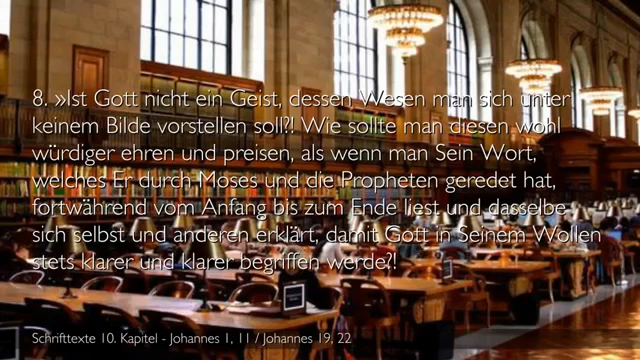 8. »Ist Gott nicht ein Geist, dessen Wesen man sich unter
keinem Bilde vorstellen soll?! Wie sollte man diesen wohl
würdiger ehren und preisen, als wenn man Sein Wort,
welches Er durch Moses und die Propheten geredet hat,
fortwährend vom Anfang bis zum Ende liest und dasselbe
sich selbst und anderen erklärt, damit Gott in Seinem Wollen
stets klarer und klarer begriffen werde?!
Schrifttexte 10. Kapitel - Johannes 1, 11 / Johannes 19, 22